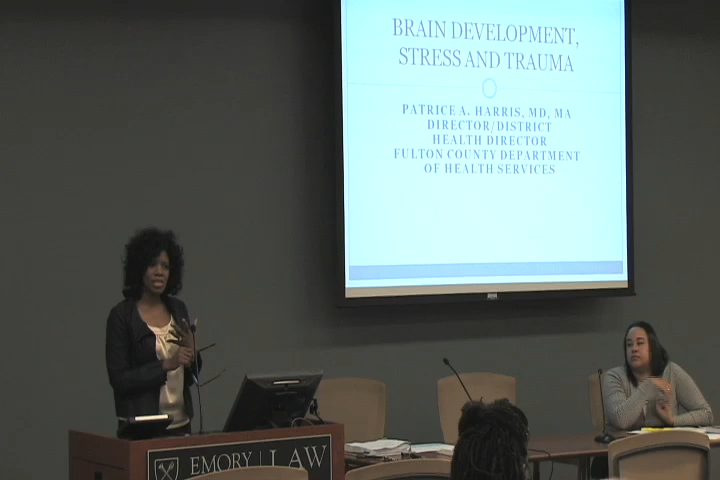 BRAIN DEVELOPMENT,
STRESS AND TRAUMA
PATRICE A. HARRIS, MD, MA
DIRECTOR/DISTRICT
HEALTH DIRECTOR
FULTON COUNTY DEPARTMENT
OF HEALTH SERVICES
EMORY | LAW